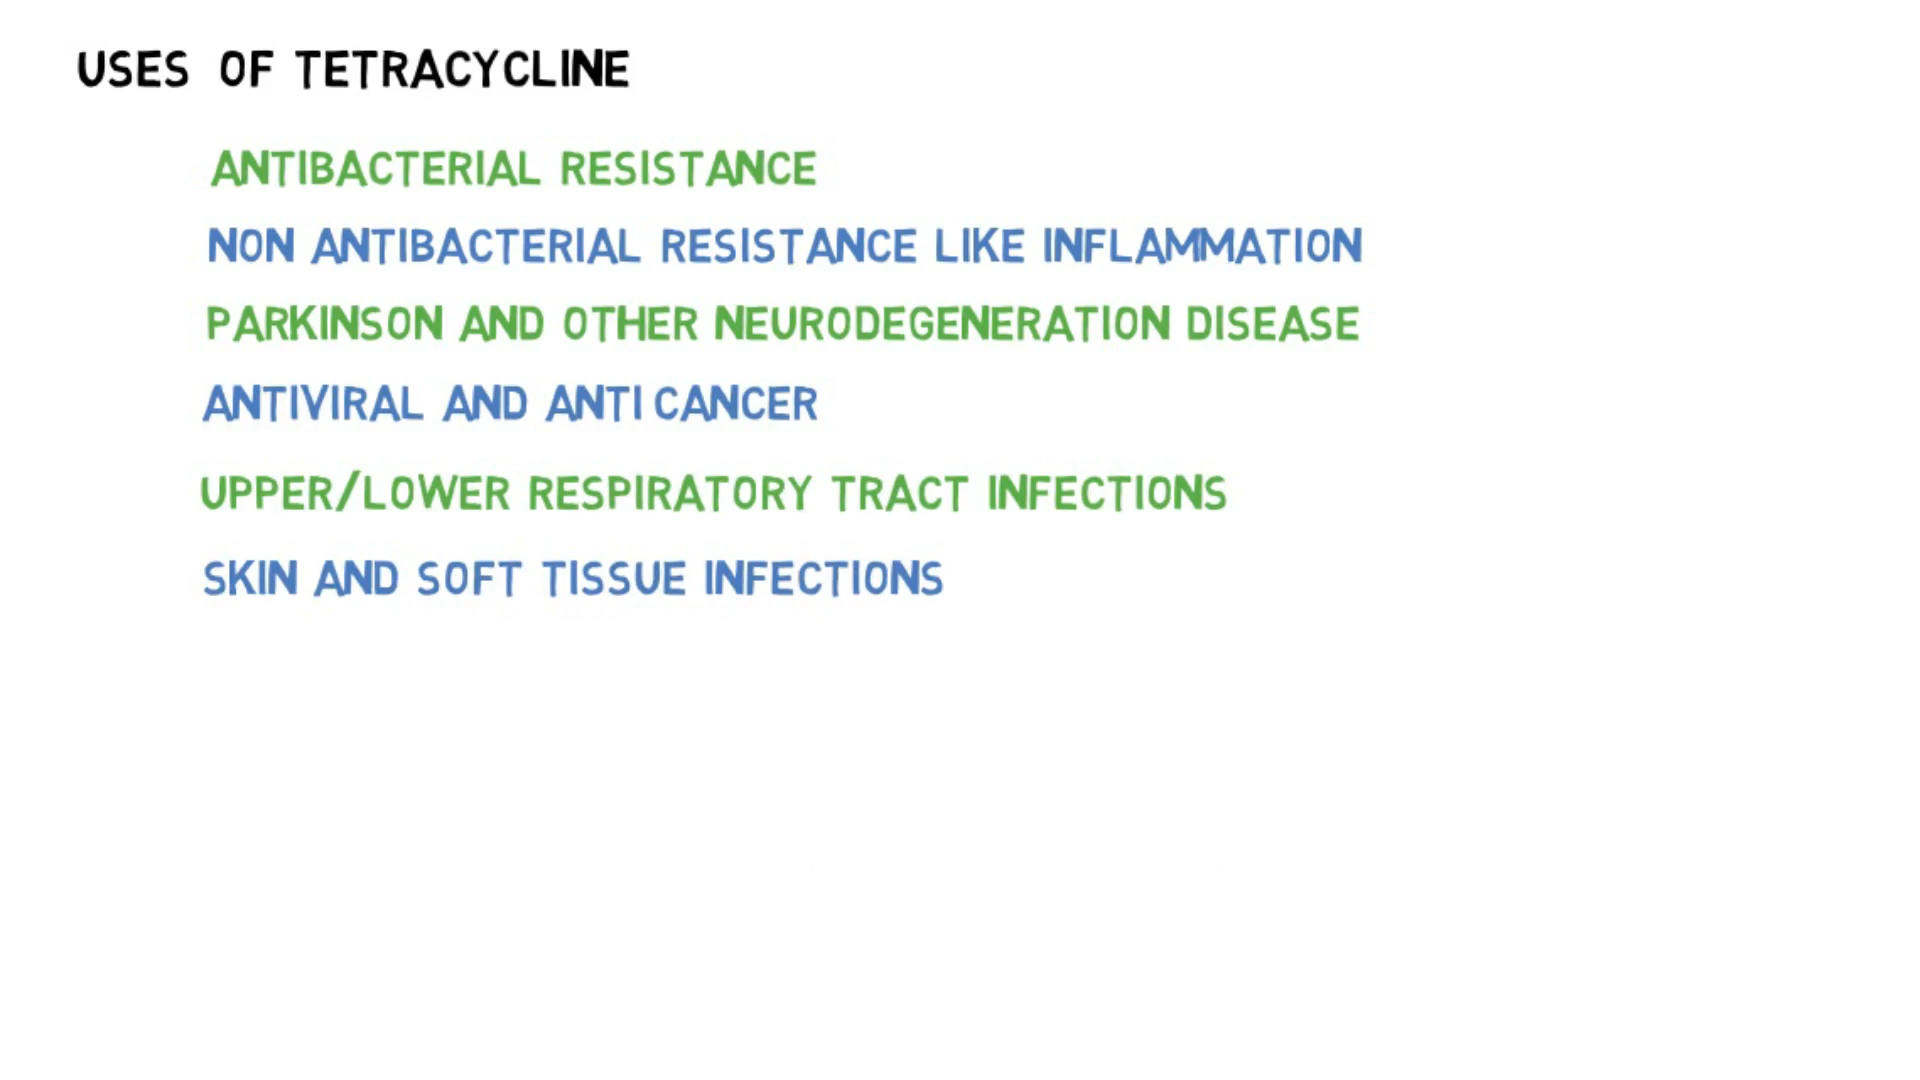 USES OF TETRACYCLINE
ANTIBACTERIAL RESISTANCE
NON ANTIBACTERIAL RESISTANCE LIKE INFLAMMATION
PARKINSON AND OTHER NEURODEGENERATION DISEASE
ANTIVIRAL AND ANTI CANCER
UPPER/LOWER RESPIRATORY TRACT INFECTIONS
SKIN AND SOFT TISSUE INFECTIONS